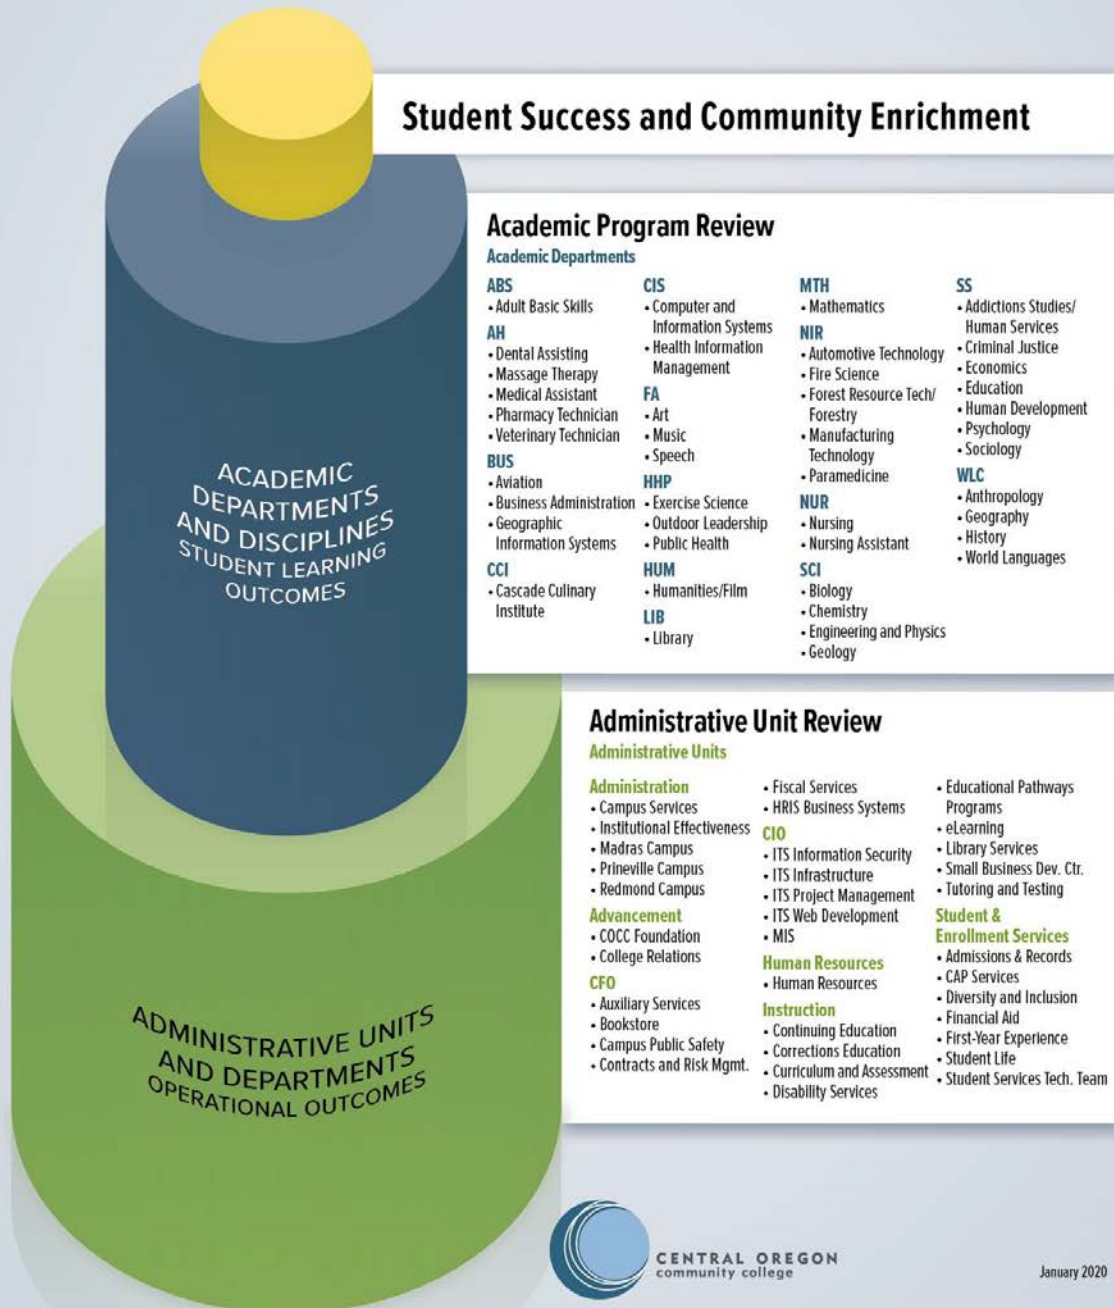 Student Success and Community Enrichment
Academic Program Review
Academic Departments
ABS
• Adult Basic Skills
AH
• Dental Assisting
• Massage Therapy
• Medical Assistant
• Pharmacy Technician
• Veterinary Technician
BUS
• Aviation
• Business Administration
• Geographic
Information Systems
CCI
• Cascade Culinary
Institute
CIS
• Computer and
Information Systems
• Health Information
Management
FA
• Art
• Music
• Speech
HHP
• Exercise Science
• Outdoor Leadership
• Public Health
HUM
• Humanities/Film
LIB
• Library
MTH
• Mathematics
NIR
• Automotive Technology
• Fire Science
• Forest Resource Tech/
Forestry
• Manufacturing
Technology
• Paramedicine
NUR
• Nursing
• Nursing Assistant
SCI
• Biology
• Chemistry
• Engineering and Physics
• Geology
SS
• Addictions Studies/
Human Services
• Criminal Justice
• Economics
• Education
• Human Development
• Psychology
• Sociology
WLC
• Anthropology
• Geography
• History
• World Languages
ACADEMIC
DEPARTMENTS
AND DISCIPLINES
STUDENT LEARNING
OUTCOMES
Administrative Unit Review
Administrative Units
Administration
• Campus Services
• Institutional Effectiveness
• Madras Campus
• Prineville Campus
• Redmond Campus
Advancement
• COCC Foundation
• College Relations
CFO
• Auxiliary Services
• Bookstore
• Campus Public Safety
• Contracts and Risk Mgmt.
• Fiscal Services
• HRIS Business Systems
CIO
• ITS Information Security
• ITS Infrastructure
• ITS Project Management
• ITS Web Development
• MIS
Human Resources
• Human Resources
Instruction
• Continuing Education
• Corrections Education
• Curriculum and Assessment
• Disability Services
• Educational Pathways
Programs
• eLearning
• Library Services
• Small Business Dev. Ctr.
• Tutoring and Testing
Student &
Enrollment Services
• Admissions & Records
• CAP Services
• Diversity and Inclusion
• Financial Aid
• First-Year Experience
• Student Life
• Student Services Tech. Team
ADMINISTRATIVE UNITS
AND DEPARTMENTS
OPERATIONAL OUTCOMES
CENTRAL OREGON
community college
January 2020